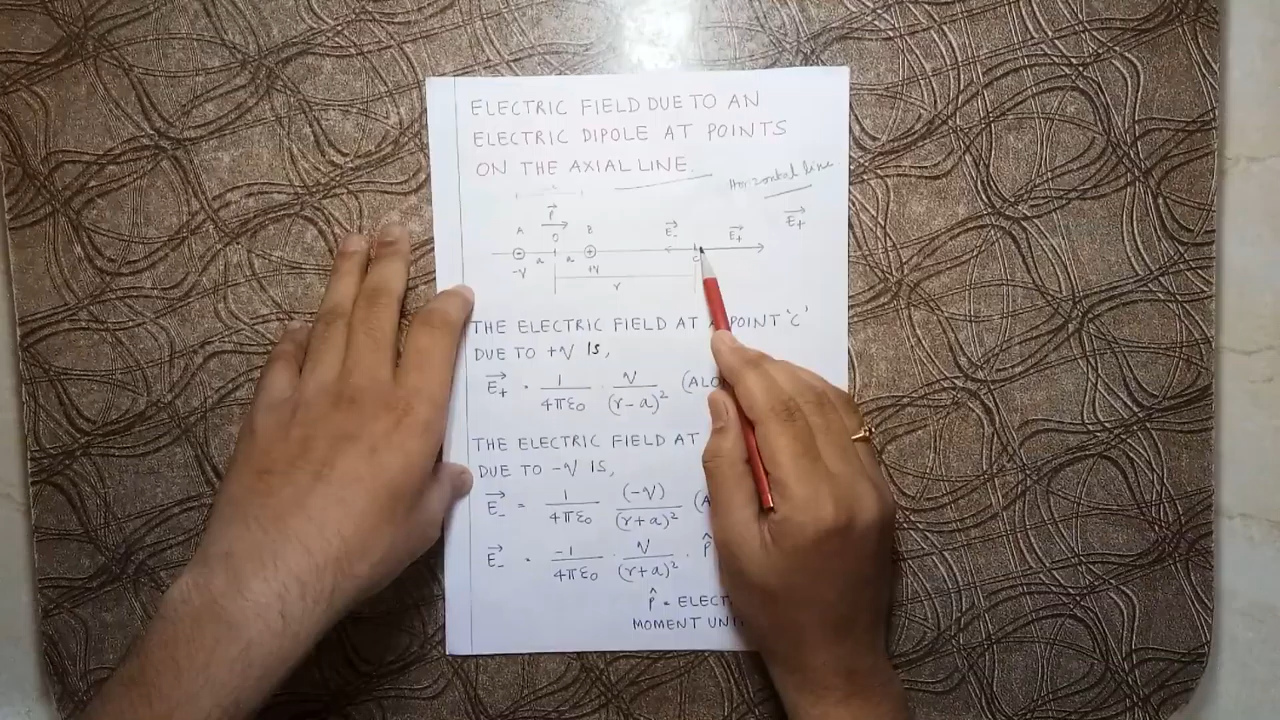 ELECTRIC FIELD DUE TO AN
ELECTRIC DIPOLE AT POINTS
ON THE AXIAL LINE.
Horizontal line
E₊
P
A O B E₋ E₊
a a C
-q +q
r
THE ELECTRIC FIELD AT A POINT 'C'
DUE TO +q IS,
E₊ = 1/4πε₀ · q/(r-a)² (ALO
THE ELECTRIC FIELD AT
DUE TO -q IS,
E₋ = 1/4πε₀ (-q)/(r+a)² (A
E₋ = -1/4πε₀ · q/(r+a)² · p̂
p̂ = ELECT
MOMENT UNI